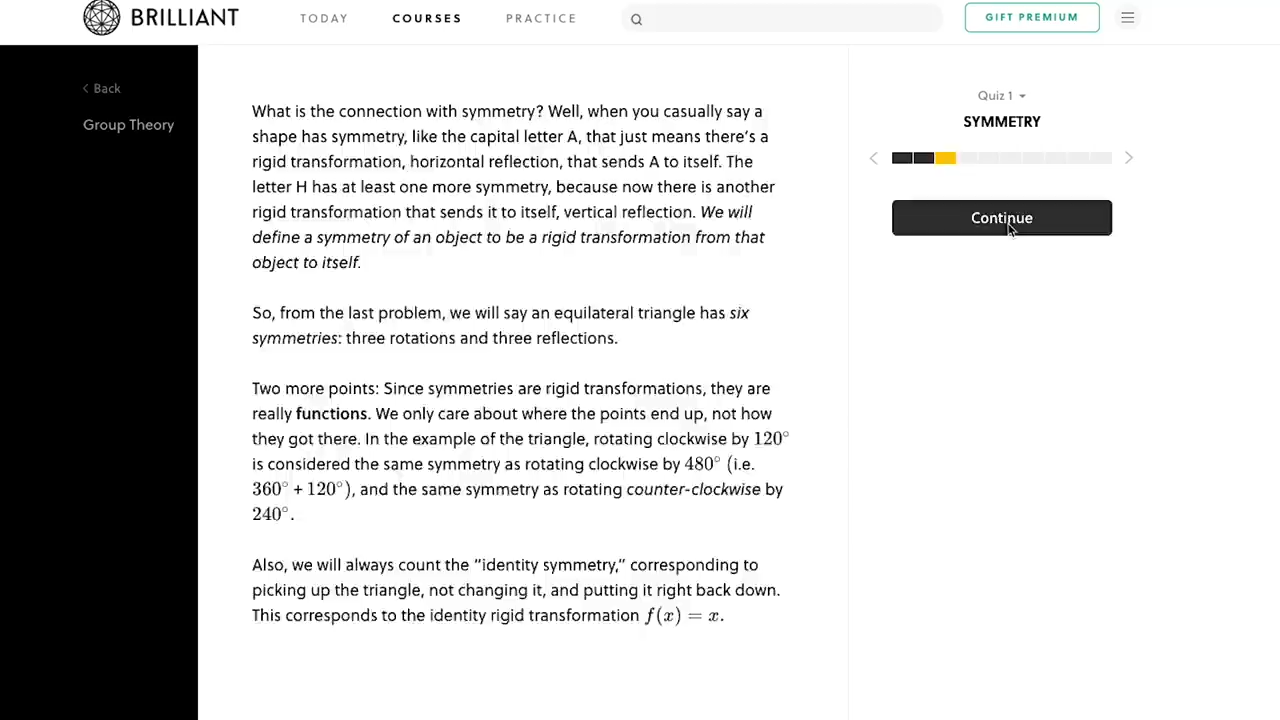 BRILLIANT
TODAY
COURSES
PRACTICE
GIFT PREMIUM
Back
Group Theory
What is the connection with symmetry? Well, when you casually say a
shape has symmetry, like the capital letter A, that just means there's a
rigid transformation, horizontal reflection, that sends A to itself. The
letter H has at least one more symmetry, because now there is another
rigid transformation that sends it to itself, vertical reflection. We will
define a symmetry of an object to be a rigid transformation from that
object to itself.
So, from the last problem, we will say an equilateral triangle has six
symmetries: three rotations and three reflections.
Two more points: Since symmetries are rigid transformations, they are
really functions. We only care about where the points end up, not how
they got there. In the example of the triangle, rotating clockwise by 120°
is considered the same symmetry as rotating clockwise by 480° (i.e.
360° + 120°), and the same symmetry as rotating counter-clockwise by
240°.
Also, we will always count the "identity symmetry," corresponding to
picking up the triangle, not changing it, and putting it right back down.
This corresponds to the identity rigid transformation f(x) = x.
Quiz 1
SYMMETRY
Continue